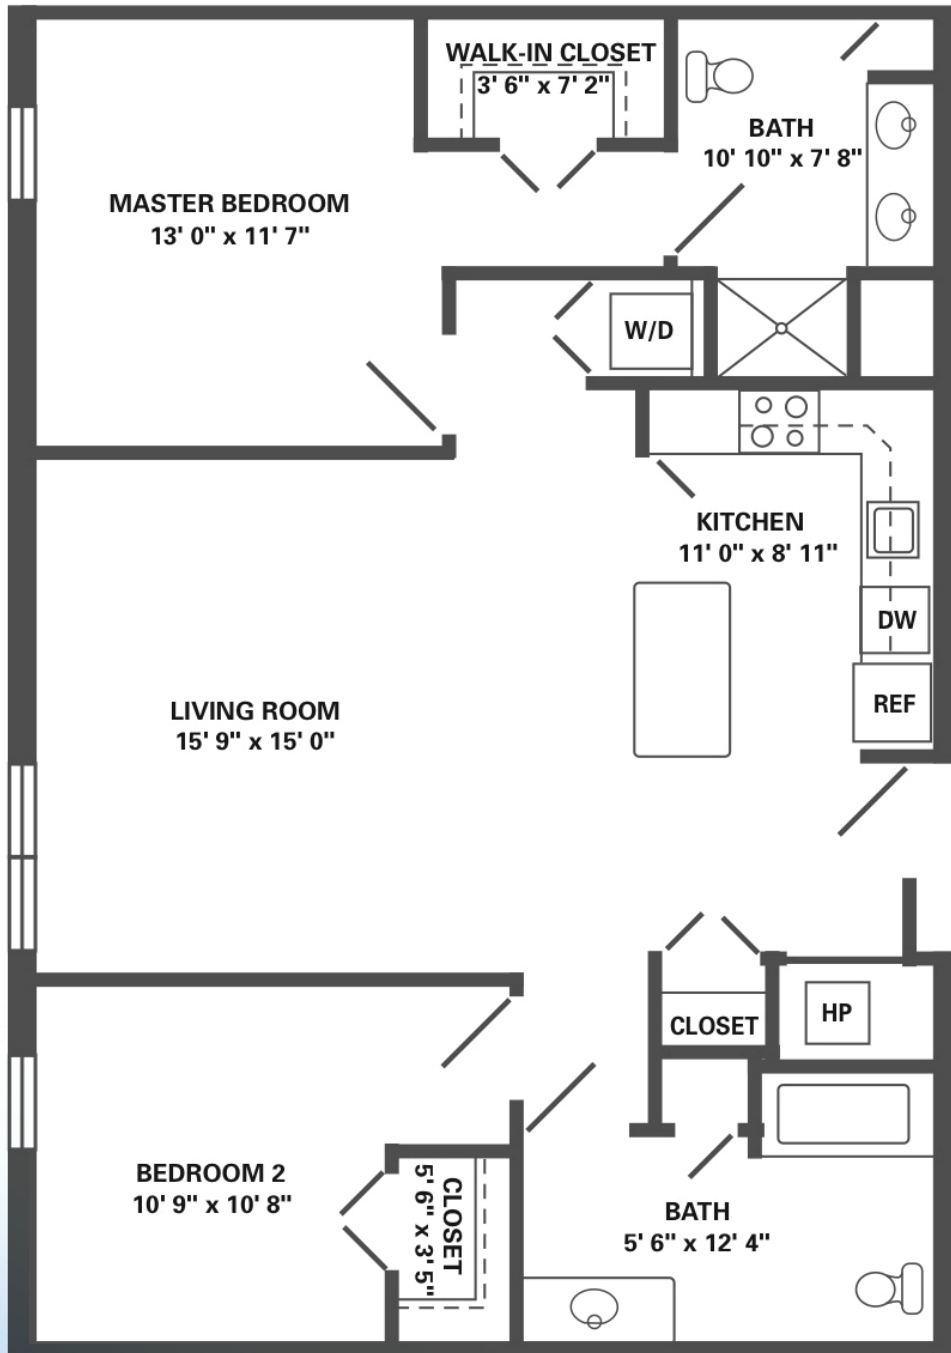 WALK-IN CLOSET
3' 6" x 7' 2"
BATH
10' 10" x 7' 8"
MASTER BEDROOM
13' 0" x 11' 7"
W/D
KITCHEN
11' 0" x 8' 11"
DW
REF
LIVING ROOM
15' 9" x 15' 0"
HP
CLOSET
BEDROOM 2
10' 9" x 10' 8"
CLOSET
5' 6" x 3' 5"
BATH
5' 6" x 12' 4"